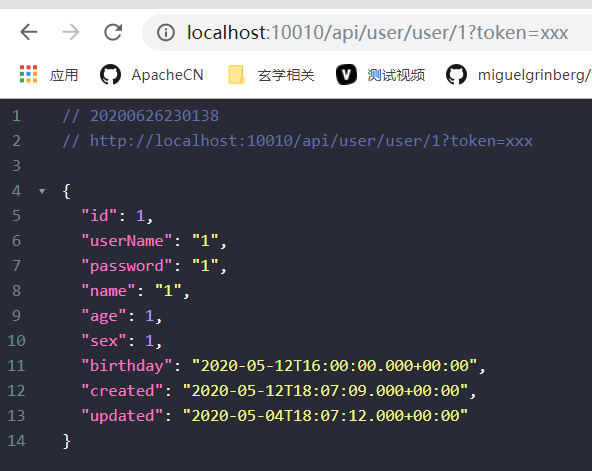 localhost:10010/api/user/user/1?token=xxx
应用 ApacheCN 玄学相关 测试视频 miguelgrinberg/
1 // 20200626230138
2 // http://localhost:10010/api/user/user/1?token=xxx
3
4 {
5 "id": 1,
6 "userName": "1",
7 "password": "1",
8 "name": "1",
9 "age": 1,
10 "sex": 1,
11 "birthday": "2020-05-12T16:00:00.000+00:00",
12 "created": "2020-05-12T18:07:09.000+00:00",
13 "updated": "2020-05-04T18:07:12.000+00:00"
14 }